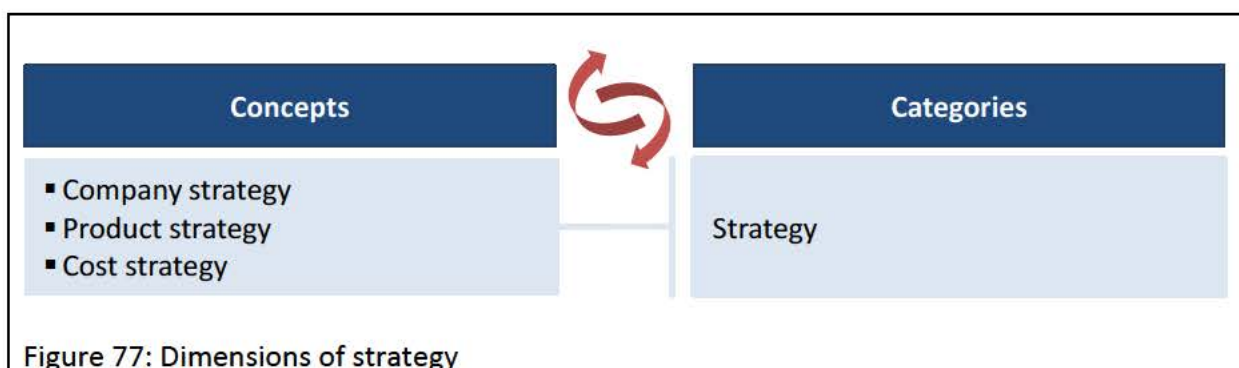 Concepts
Categories
▪ Company strategy
▪ Product strategy
▪ Cost strategy
Strategy
Figure 77: Dimensions of strategy